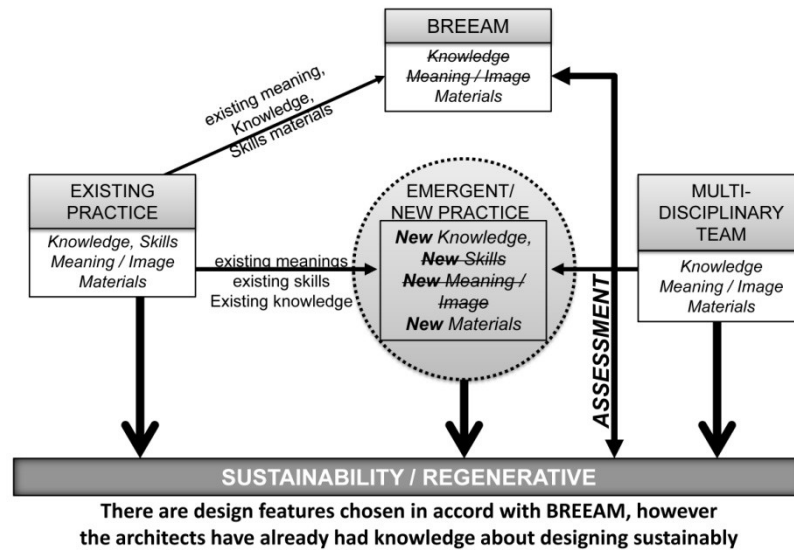 BREEAM
Knowledge
Meaning / Image
Materials
existing meaning,
Knowledge,
Skills materials
EXISTING
PRACTICE
Knowledge, Skills
Meaning / Image
Materials
existing meanings
existing skills
Existing knowledge
EMERGENT/
NEW PRACTICE
New Knowledge,
New Skills
New Meaning /
Image
New Materials
MULTI-
DISCIPLINARY
TEAM
Knowledge
Meaning / Image
Materials
ASSESSMENT
SUSTAINABILITY / REGENERATIVE
There are design features chosen in accord with BREEAM, however
the architects have already had knowledge about designing sustainably